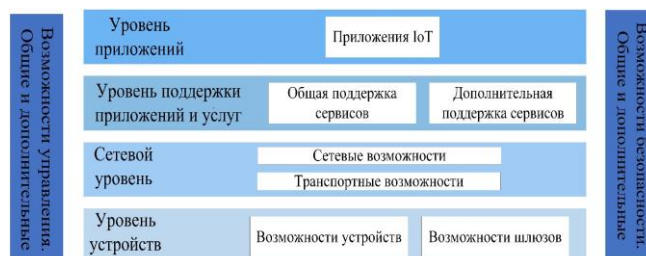 Возможности управления.
Общие и дополнительные
Уровень
приложений
Приложения IoT
Уровень поддержки
приложений и услуг
Общая поддержка
сервисов
Дополнительная
поддержка сервисов
Сетевой
уровень
Сетевые возможности
Транспортные возможности
Уровень
устройств
Возможности устройств
Возможности шлюзов
Возможности безопасности.
Общие и дополнительные